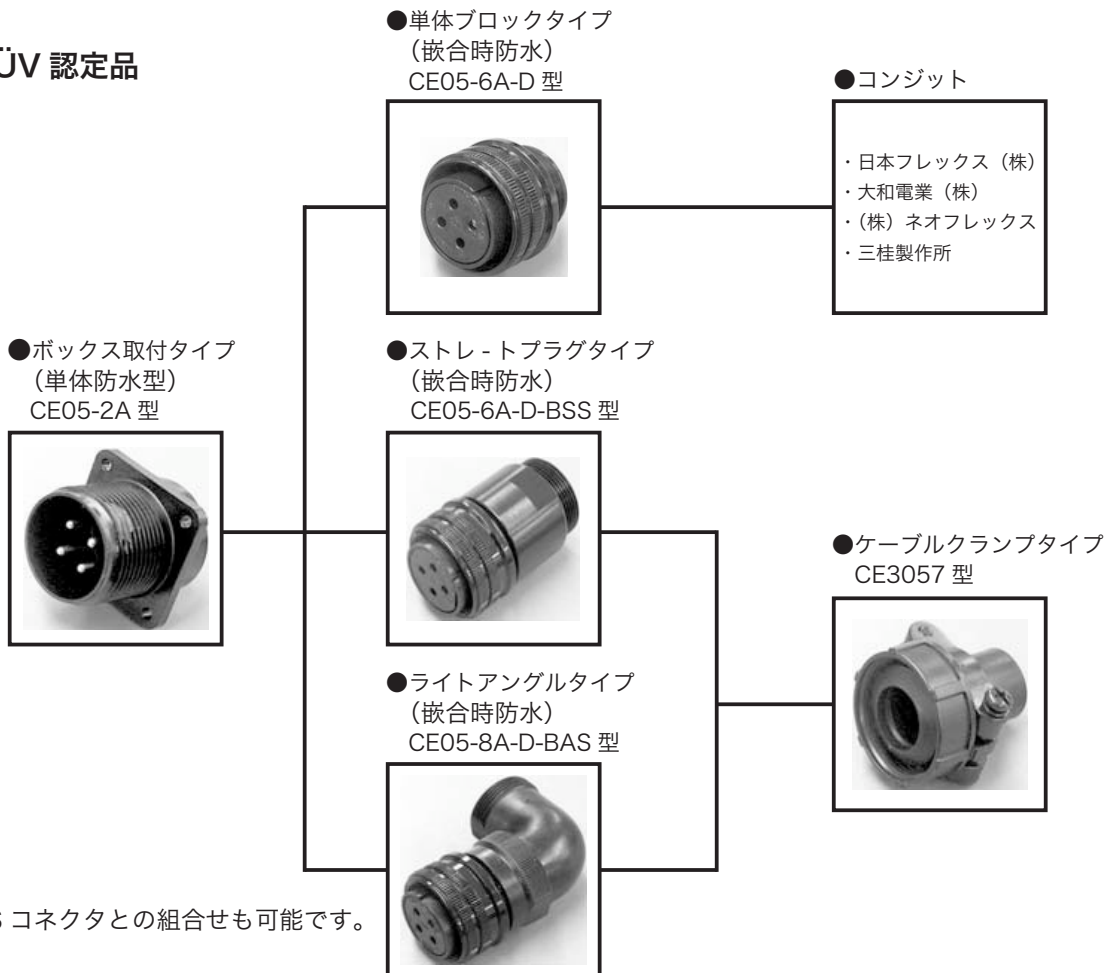 ÜV 認定品
●単体ブロックタイプ
（嵌合時防水）
CE05-6A-D 型
●コンジット
・日本フレックス（株）
・大和電業（株）
・（株）ネオフレックス
・三桂製作所
●ボックス取付タイプ
（単体防水型）
CE05-2A 型
●ストレ - トプラグタイプ
（嵌合時防水）
CE05-6A-D-BSS 型
●ケーブルクランプタイプ
CE3057 型
●ライトアングルタイプ
（嵌合時防水）
CE05-8A-D-BAS 型
コネクタとの組合せも可能です。